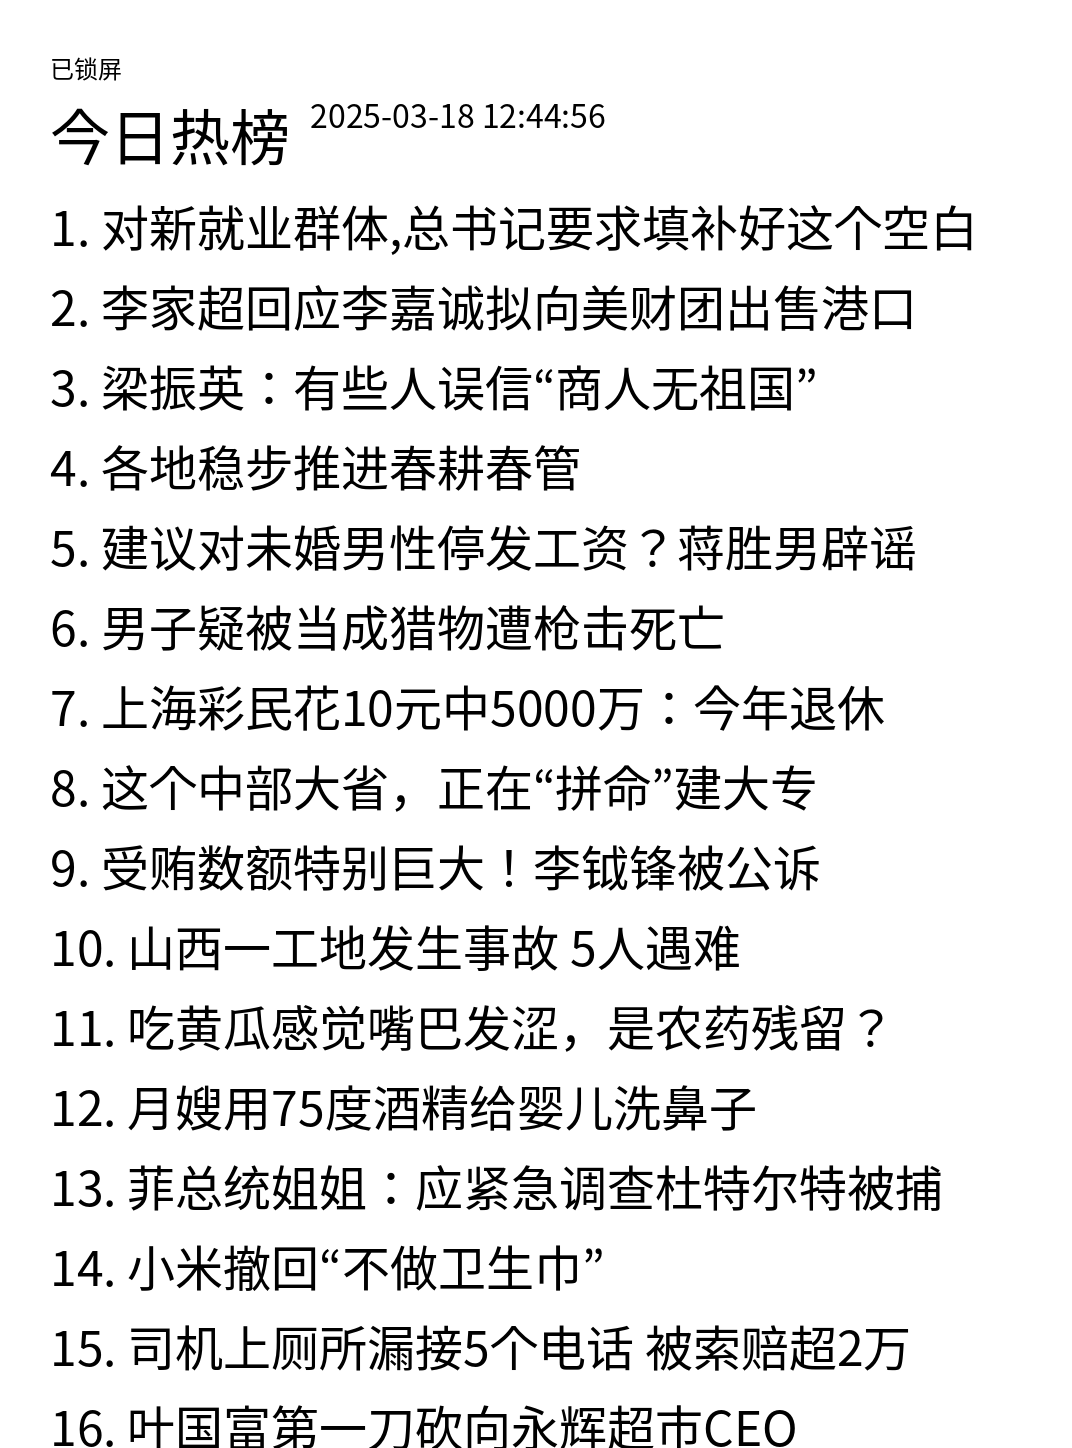 已锁屏
今日热榜 2025-03-18 12:44:56
1. 对新就业群体,总书记要求填补好这个空白
2. 李家超回应李嘉诚拟向美财团出售港口
3. 梁振英：有些人误信“商人无祖国”
4. 各地稳步推进春耕春管
5. 建议对未婚男性停发工资？蒋胜男辟谣
6. 男子疑被当成猎物遭枪击死亡
7. 上海彩民花10元中5000万：今年退休
8. 这个中部大省，正在“拼命”建大专
9. 受贿数额特别巨大！李钺锋被公诉
10. 山西一工地发生事故 5人遇难
11. 吃黄瓜感觉嘴巴发涩，是农药残留？
12. 月嫂用75度酒精给婴儿洗鼻子
13. 菲总统姐姐：应紧急调查杜特尔特被捕
14. 小米撤回“不做卫生巾”
15. 司机上厕所漏接5个电话 被索赔超2万
16. 叶国富第一刀砍向永辉超市CEO